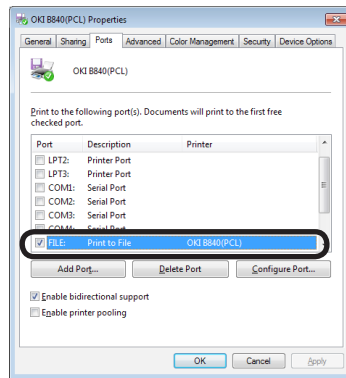 OKI B840(PCL) Properties
General Sharing Ports Advanced Color Management Security Device Options
OKI B840(PCL)
Print to the following port(s). Documents will print to the first free
checked port.
Port Description Printer
LPT2: Printer Port
LPT3: Printer Port
COM1: Serial Port
COM2: Serial Port
COM3: Serial Port
COM4: Serial Port
FILE: Print to File OKI B840(PCL)
Add Port... Delete Port Configure Port...
Enable bidirectional support
Enable printer pooling
OK Cancel Apply